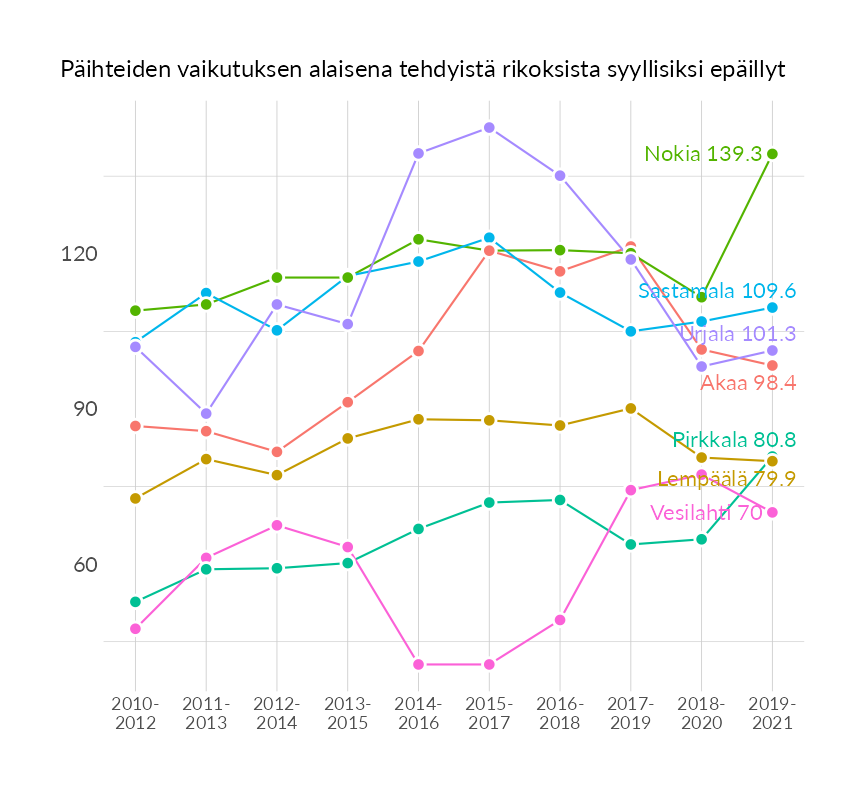 Päihteiden vaikutuksen alaisena tehdyistä rikoksista syyllisiksi epäillyt
Nokia 139.3
120
Sastamala 109.6
Urjala 101.3
Akaa 98.4
90
Pirkkala 80.8
Lempäälä 79.9
Vesilahti 70
60
2010-
2012
2011-
2013
2012-
2014
2013-
2015
2014-
2016
2015-
2017
2016-
2018
2017-
2019
2018-
2020
2019-
2021